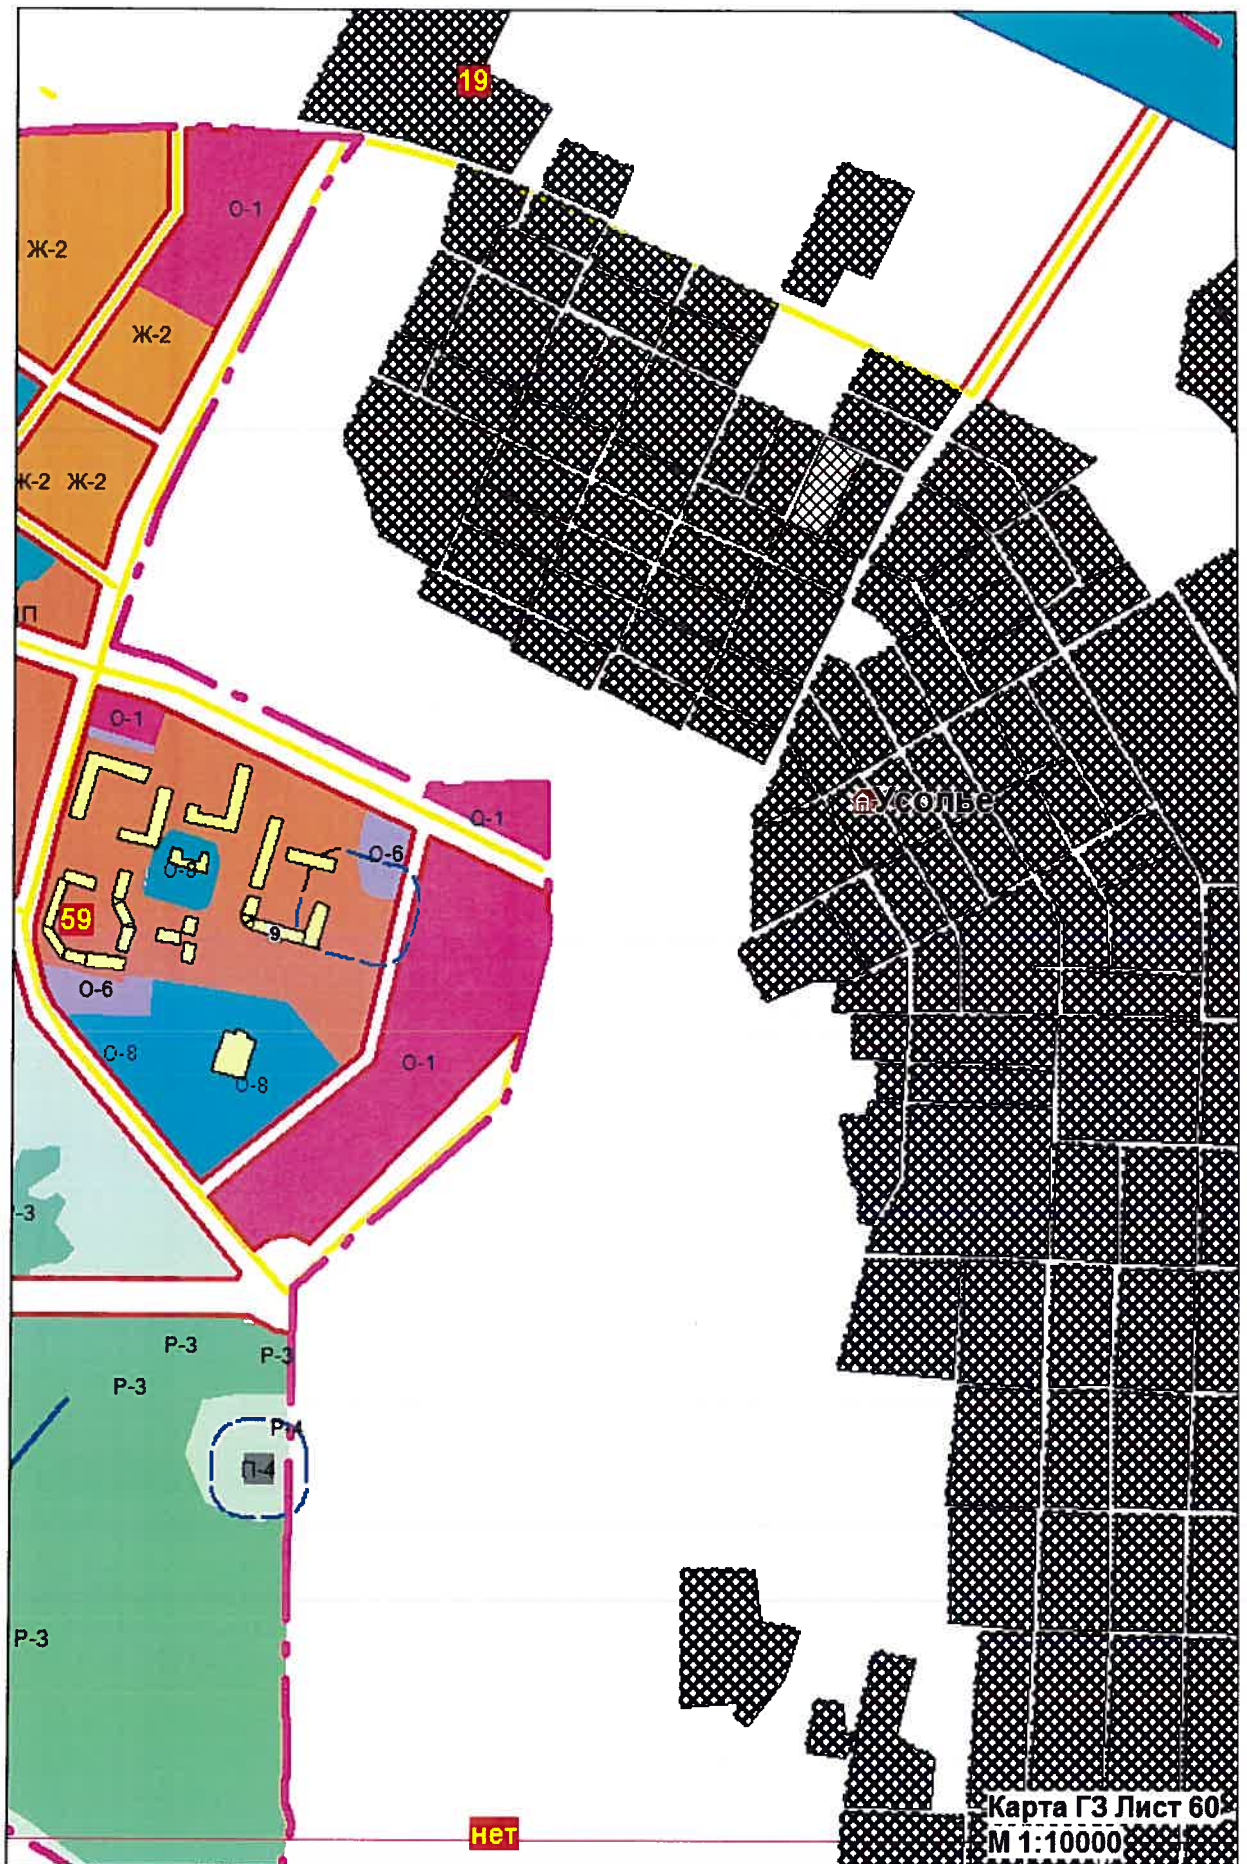 19
О-1
Ж-2
Ж-2
Ж-2
Ж-2
О-1
Усолье
О-1
О-6
О-8
59
9
О-6
О-8
О-1
О-8
Р-3
Р-3
Р-3
Р-4
П-4
Р-3
нет
Карта ГЗ Лист 60
М 1:10000